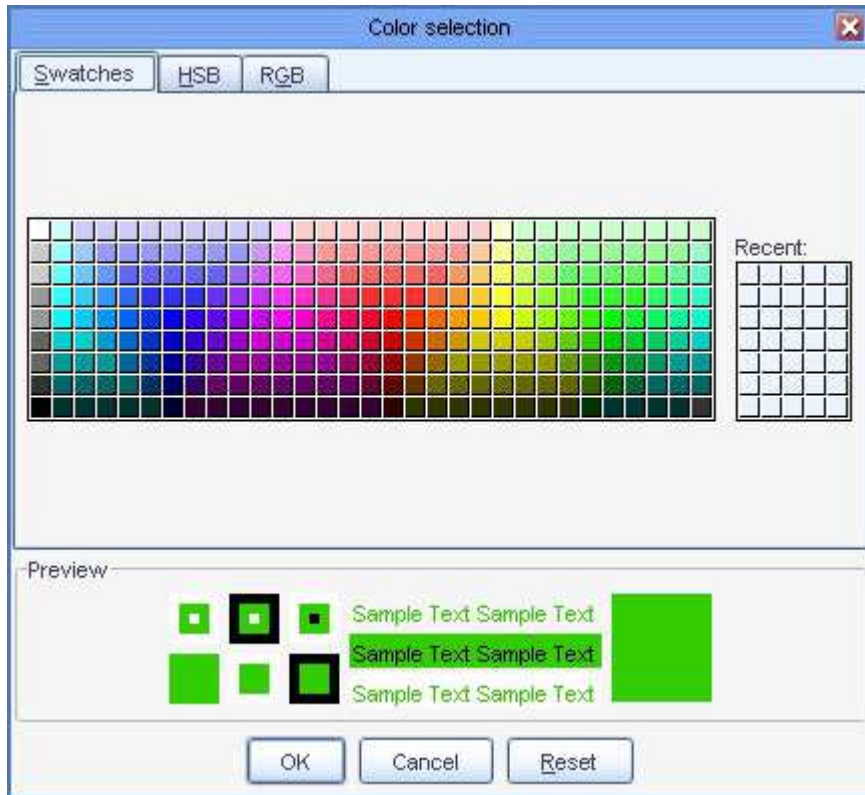 Color selection
Swatches HSB RGB
Recent:
Preview
Sample Text Sample Text
Sample Text Sample Text
Sample Text Sample Text
OK Cancel Reset